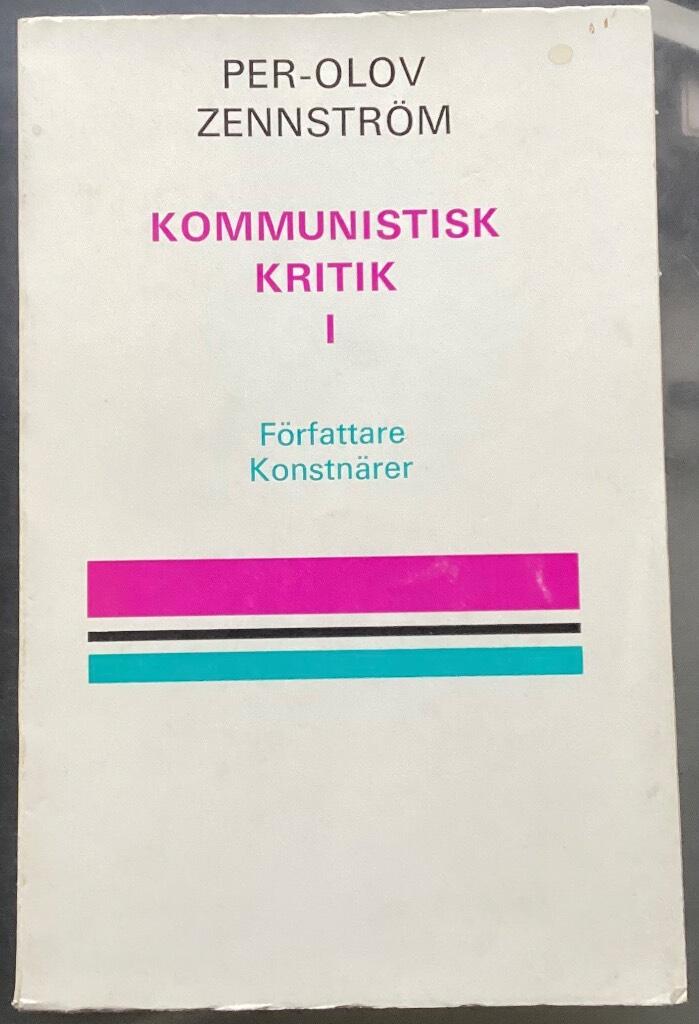 PER-OLOV
ZENNSTRÖM
KOMMUNISTISK
KRITIK
I
Författare
Konstnärer